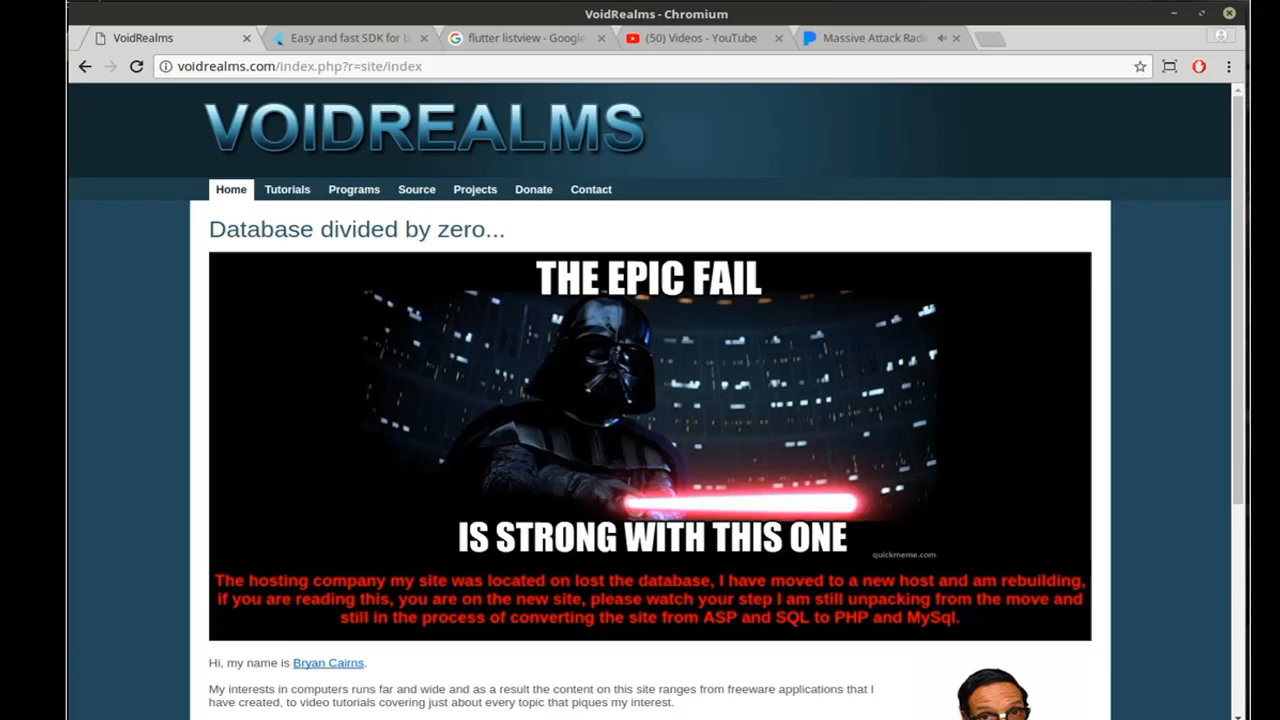 VoidRealms - Chromium
VoidRealms
Easy and fast SDK for b
flutter listview - Google
(50) Videos - YouTube
Massive Attack Radi
voidrealms.com/index.php?r=site/index
VOIDREALMS
Home Tutorials Programs Source Projects Donate Contact
Database divided by zero...
THE EPIC FAIL
IS STRONG WITH THIS ONE
quickmeme.com
The hosting company my site was located on lost the database, I have moved to a new host and am rebuilding,
if you are reading this, you are on the new site, please watch your step I am still unpacking from the move and
still in the process of converting the site from ASP and SQL to PHP and MySql.
Hi, my name is Bryan Cairns.
My interests in computers runs far and wide and as a result the content on this site ranges from freeware applications that I
have created, to video tutorials covering just about every topic that piques my interest.